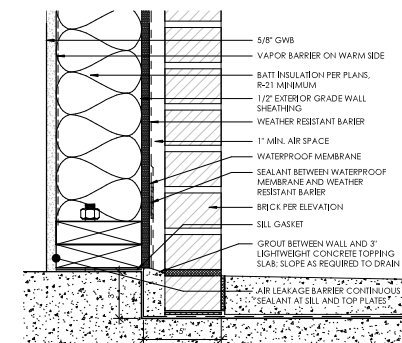 5/8" GWB
VAPOR BARRIER ON WARM SIDE
BATT INSULATION PER PLANS,
R-21 MINIMUM
1/2" EXTERIOR GRADE WALL
SHEATHING
WEATHER RESISTANT BARIER
1" MIN. AIR SPACE
WATERPROOF MEMBRANE
SEALANT BETWEEN WATERPROOF
MEMBRANE AND WEATHER
RESISTANT BARIER
BRICK PER ELEVATION
SILL GASKET
GROUT BETWEEN WALL AND 3"
LIGHTWEIGHT CONCRETE TOPPING
SLAB; SLOPE AS REQUIRED TO DRAIN
AIR LEAKAGE BARRIER CONTINUOUS
SEALANT AT SILL AND TOP PLATES